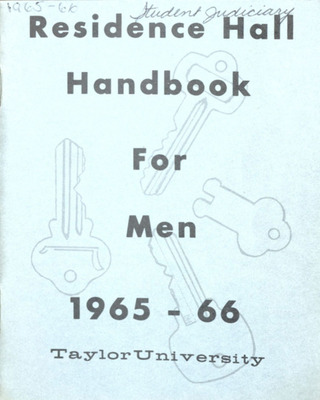 1965-66 Student Judiciary
Residence Hall
Handbook
For
Men
1965 - 66
Taylor University